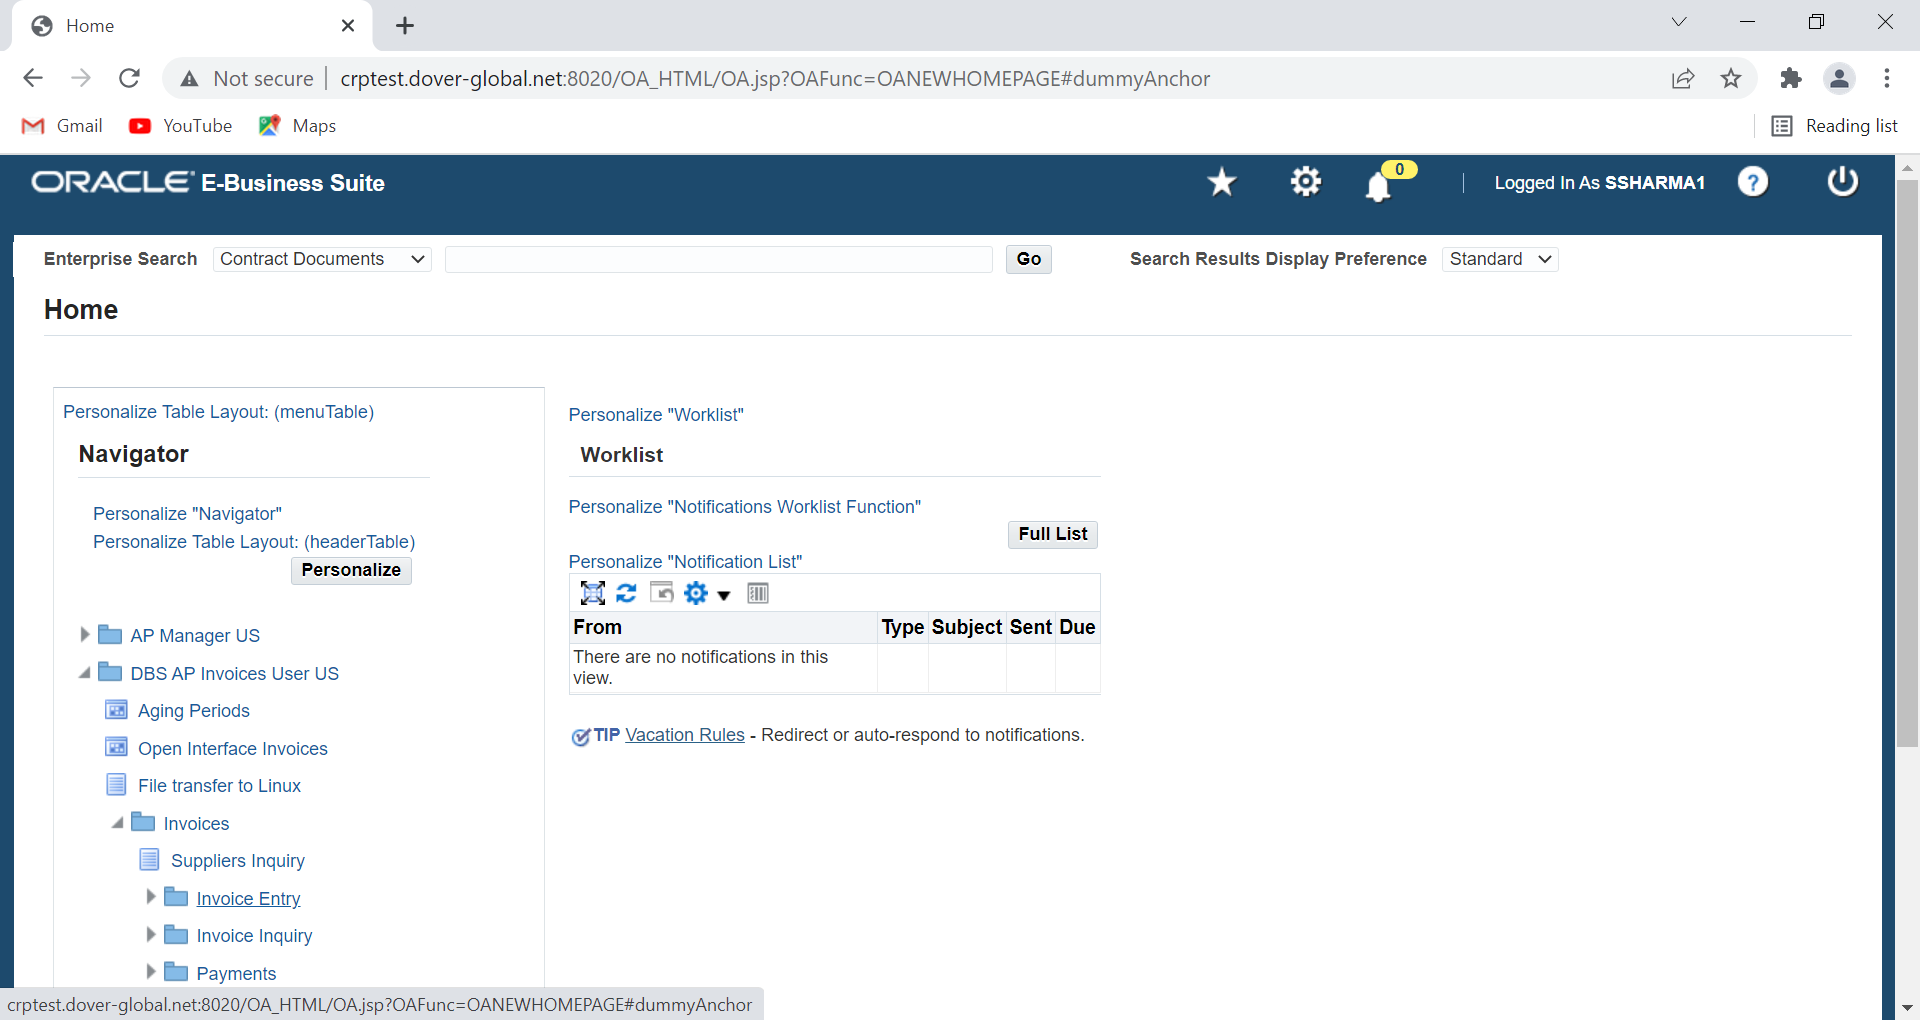 Home
Not secure crptest.dover-global.net:8020/OA_HTML/OA.jsp?OAFunc=OANEWHOMEPAGE#dummyAnchor
Gmail YouTube Maps Reading list
ORACLE E-Business Suite 0 Logged In As SSHARMA1 ?
Enterprise Search Contract Documents Go Search Results Display Preference Standard
Home
Personalize Table Layout: (menuTable)
Navigator
Personalize "Navigator"
Personalize Table Layout: (headerTable)
Personalize
AP Manager US
DBS AP Invoices User US
Aging Periods
Open Interface Invoices
File transfer to Linux
Invoices
Suppliers Inquiry
Invoice Entry
Invoice Inquiry
Payments
Personalize "Worklist"
Worklist
Personalize "Notifications Worklist Function"
Full List
Personalize "Notification List"
From Type Subject Sent Due
There are no notifications in this
view.
TIP Vacation Rules - Redirect or auto-respond to notifications.
crptest.dover-global.net:8020/OA_HTML/OA.jsp?OAFunc=OANEWHOMEPAGE#dummyAnchor